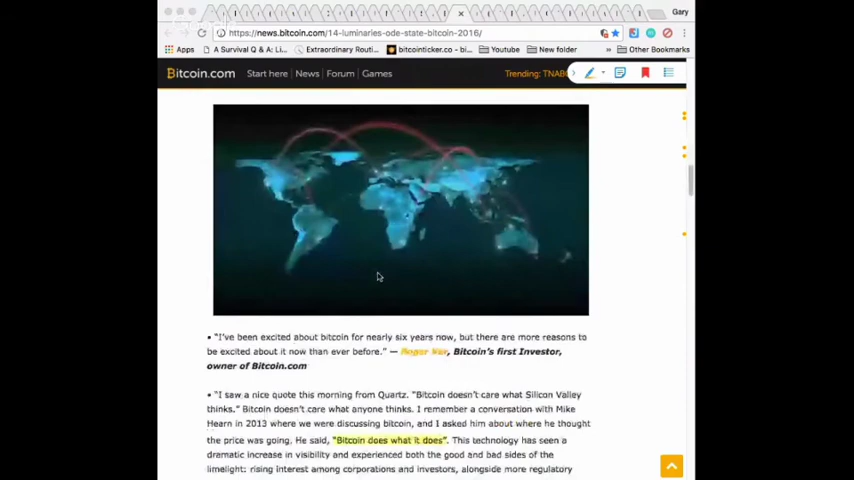 Gary
https://news.bitcoin.com/14-luminaries-ode-state-bitcoin-2016/
Apps A Survival Q & A: Li... Extraordinary Routi... bitcointicker.co - bi... Youtube New folder » Other Bookmarks
Bitcoin.com Start here News Forum Games Trending: TNABC
▪ "I've been excited about bitcoin for nearly six years now, but there are more reasons to
be excited about it now than ever before." — Roger Ver, Bitcoin's first Investor,
owner of Bitcoin.com
▪ "I saw a nice quote this morning from Quartz. "Bitcoin doesn't care what Silicon Valley
thinks." Bitcoin doesn't care what anyone thinks. I remember a conversation with Mike
Hearn in 2013 where we were discussing bitcoin, and I asked him about where he thought
the price was going. He said, "Bitcoin does what it does". This technology has seen a
dramatic increase in visibility and experienced both the good and bad sides of the
limelight: rising interest among corporations and investors, alongside more regulatory